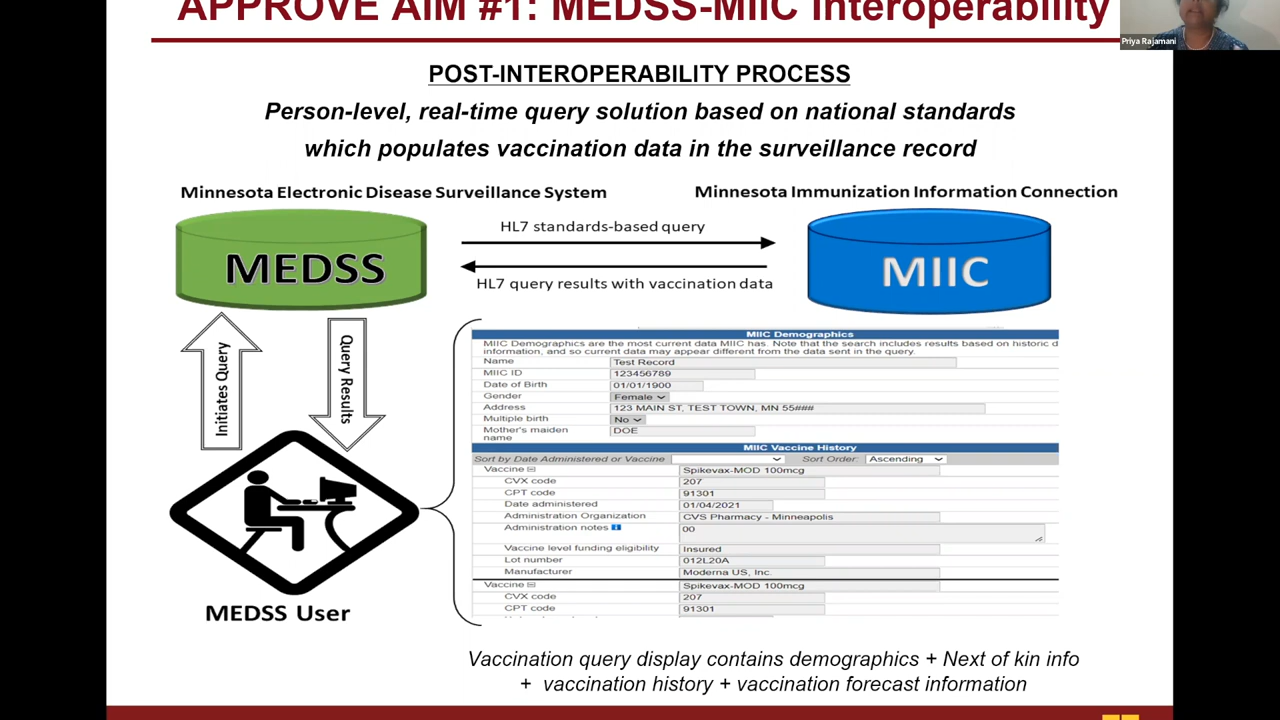 APPROVE AIM #1: MEDSS-MIIC Interoperability
Priya Rajamani
POST-INTEROPERABILITY PROCESS
Person-level, real-time query solution based on national standards
which populates vaccination data in the surveillance record
Minnesota Electronic Disease Surveillance System
Minnesota Immunization Information Connection
MEDSS
HL7 standards-based query
HL7 query results with vaccination data
MIIC
Initiates Query
Query Results
MEDSS User
MIIC Demographics
MIIC Demographics are the most current data MIIC has. Note that the search includes results based on historic d
information, and so current data may appear different from the data sent in the query.
Name Test Record
MIIC ID 123456789
Date of Birth 01/01/1900
Gender Female
Address 123 MAIN ST, TEST TOWN, MN 55###
Multiple birth No
Mother's maiden name DOE
MIIC Vaccine History
Sort by Date Administered or Vaccine Sort Order: Ascending
Vaccine Spikevax-MOD 100mcg
CVX code 207
CPT code 91301
Date administered 01/04/2021
Administration Organization CVS Pharmacy - Minneapolis
Administration notes 00
Vaccine level funding eligibility Insured
Lot number 012L20A
Manufacturer Moderna US, Inc.
Vaccine Spikevax-MOD 100mcg
CVX code 207
CPT code 91301
Vaccination query display contains demographics + Next of kin info
+ vaccination history + vaccination forecast information